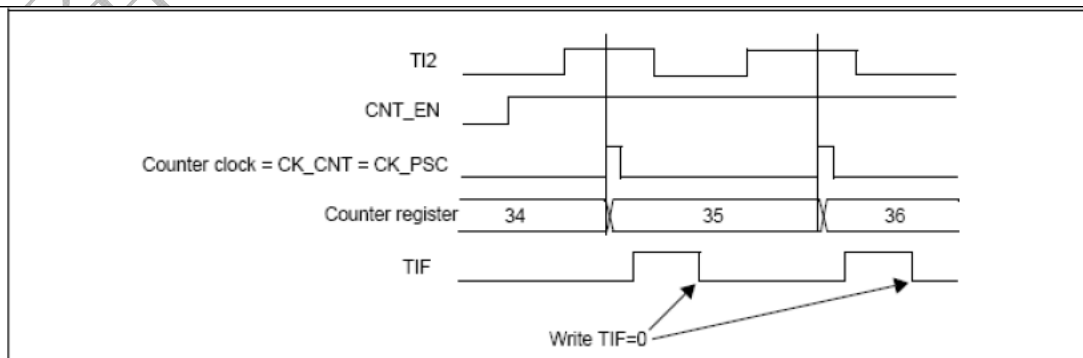 TI2
CNT_EN
Counter clock = CK_CNT = CK_PSC
Counter register 34 35 36
TIF
Write TIF=0